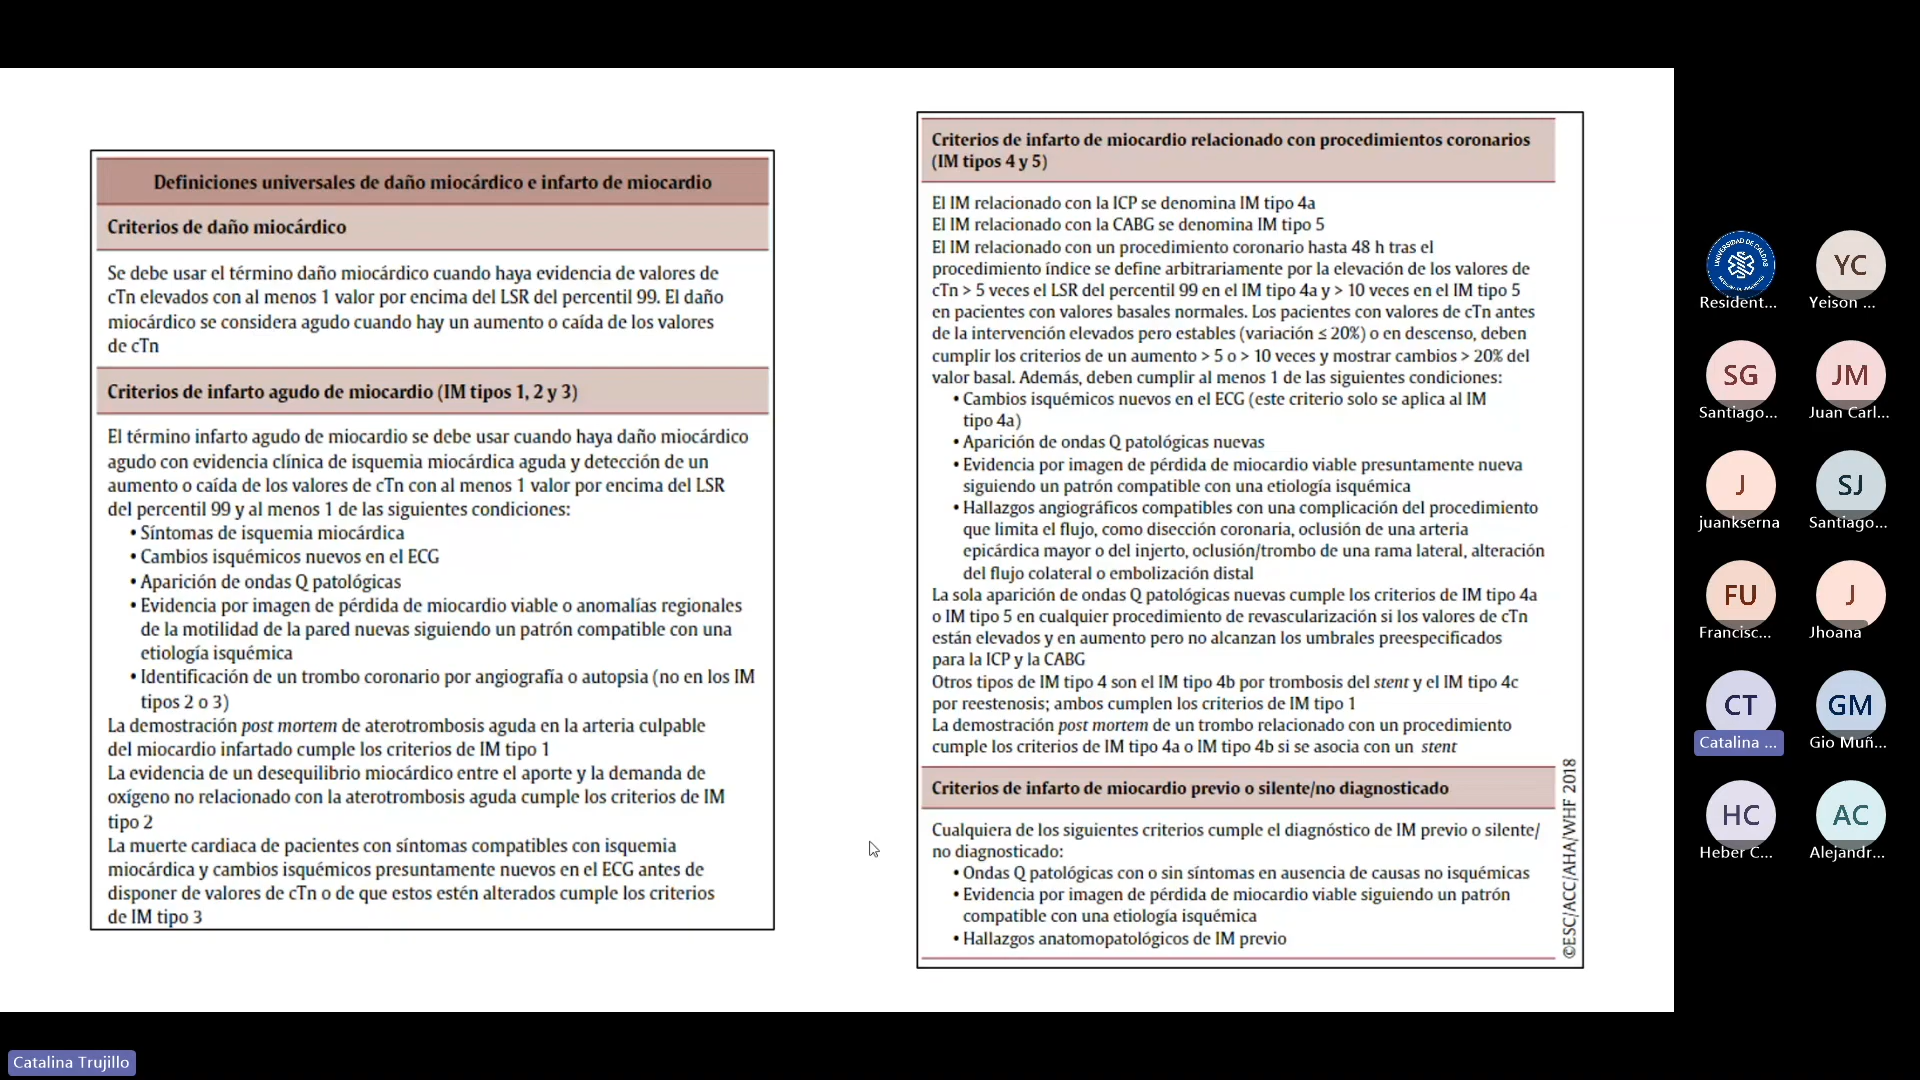 Definiciones universales de daño miocárdico e infarto de miocardio
Criterios de daño miocárdico
Se debe usar el término daño miocárdico cuando haya evidencia de valores de
cTn elevados con al menos 1 valor por encima del LSR del percentil 99. El daño
miocárdico se considera agudo cuando hay un aumento o caída de los valores
de cTn
Criterios de infarto agudo de miocardio (IM tipos 1, 2 y 3)
El término infarto agudo de miocardio se debe usar cuando haya daño miocárdico
agudo con evidencia clínica de isquemia miocárdica aguda y detección de un
aumento o caída de los valores de cTn con al menos 1 valor por encima del LSR
del percentil 99 y al menos 1 de las siguientes condiciones:
• Síntomas de isquemia miocárdica
• Cambios isquémicos nuevos en el ECG
• Aparición de ondas Q patológicas
• Evidencia por imagen de pérdida de miocardio viable o anomalías regionales
de la motilidad de la pared nuevas siguiendo un patrón compatible con una
etiología isquémica
• Identificación de un trombo coronario por angiografía o autopsia (no en los IM
tipos 2 o 3)
La demostración post mortem de aterotrombosis aguda en la arteria culpable
del miocardio infartado cumple los criterios de IM tipo 1
La evidencia de un desequilibrio miocárdico entre el aporte y la demanda de
oxígeno no relacionado con la aterotrombosis aguda cumple los criterios de IM
tipo 2
La muerte cardiaca de pacientes con síntomas compatibles con isquemia
miocárdica y cambios isquémicos presuntamente nuevos en el ECG antes de
disponer de valores de cTn o de que estos estén alterados cumple los criterios
de IM tipo 3
Criterios de infarto de miocardio relacionado con procedimientos coronarios
(IM tipos 4 y 5)
El IM relacionado con la ICP se denomina IM tipo 4a
El IM relacionado con la CABG se denomina IM tipo 5
El IM relacionado con un procedimiento coronario hasta 48 h tras el
procedimiento índice se define arbitrariamente por la elevación de los valores de
cTn > 5 veces el LSR del percentil 99 en el IM tipo 4a y > 10 veces en el IM tipo 5
en pacientes con valores basales normales. Los pacientes con valores de cTn antes
de la intervención elevados pero estables (variación ≤ 20%) o en descenso, deben
cumplir los criterios de un aumento > 5 o > 10 veces y mostrar cambios > 20% del
valor basal. Además, deben cumplir al menos 1 de las siguientes condiciones:
• Cambios isquémicos nuevos en el ECG (este criterio solo se aplica al IM
tipo 4a)
• Aparición de ondas Q patológicas nuevas
• Evidencia por imagen de pérdida de miocardio viable presuntamente nueva
siguiendo un patrón compatible con una etiología isquémica
• Hallazgos angiográficos compatibles con una complicación del procedimiento
que limita el flujo, como disección coronaria, oclusión de una arteria
epicárdica mayor o del injerto, oclusión/trombo de una rama lateral, alteración
del flujo colateral o embolización distal
La sola aparición de ondas Q patológicas nuevas cumple los criterios de IM tipo 4a
o IM tipo 5 en cualquier procedimiento de revascularización si los valores de cTn
están elevados y en aumento pero no alcanzan los umbrales preespecificados
para la ICP y la CABG
Otros tipos de IM tipo 4 son el IM tipo 4b por trombosis del stent y el IM tipo 4c
por reestenosis; ambos cumplen los criterios de IM tipo 1
La demostración post mortem de un trombo relacionado con un procedimiento
cumple los criterios de IM tipo 4a o IM tipo 4b si se asocia con un stent
Criterios de infarto de miocardio previo o silente/no diagnosticado
Cualquiera de los siguientes criterios cumple el diagnóstico de IM previo o silente/
no diagnosticado:
• Ondas Q patológicas con o sin síntomas en ausencia de causas no isquémicas
• Evidencia por imagen de pérdida de miocardio viable siguiendo un patrón
compatible con una etiología isquémica
• Hallazgos anatomopatológicos de IM previo
©ESC/ACC/AHA/WHF 2018
UNIVERSIDAD DE CALDAS
Resident...
YC
Yeison ...
SG
Santiago...
JM
Juan Carl...
J
juankserna
SJ
Santiago...
FU
Francisc...
J
Jhoana
CT
Catalina ...
GM
Gio Muñ...
HC
Heber C...
AC
Alejandr...
Catalina Trujillo